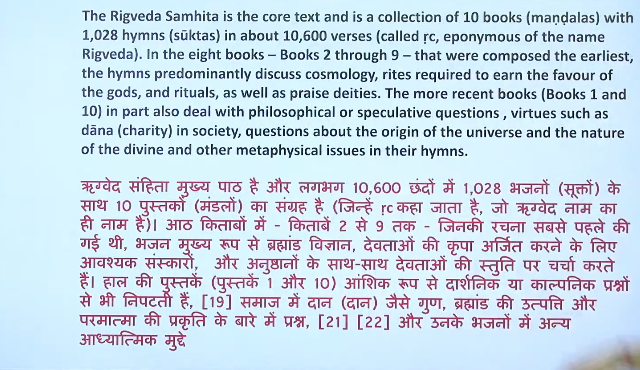 The Rigveda Samhita is the core text and is a collection of 10 books (maṇḍalas) with
1,028 hymns (sūktas) in about 10,600 verses (called ṛc, eponymous of the name
Rigveda). In the eight books – Books 2 through 9 – that were composed the earliest,
the hymns predominantly discuss cosmology, rites required to earn the favour of
the gods, and rituals, as well as praise deities. The more recent books (Books 1 and
10) in part also deal with philosophical or speculative questions , virtues such as
dāna (charity) in society, questions about the origin of the universe and the nature
of the divine and other metaphysical issues in their hymns.
ऋग्वेद संहिता मुख्य पाठ है और लगभग 10,600 छंदों में 1,028 भजनों (सूक्तों) के
साथ 10 पुस्तकों (मंडलों) का संग्रह है (जिन्हें ṛc कहा जाता है, जो ऋग्वेद नाम का
ही नाम है)। आठ किताबों में - किताबें 2 से 9 तक - जिनकी रचना सबसे पहले की
गई थी, भजन मुख्य रूप से ब्रह्मांड विज्ञान, देवताओं की कृपा अर्जित करने के लिए
आवश्यक संस्कारों, और अनुष्ठानों के साथ-साथ देवताओं की स्तुति पर चर्चा करते
हैं। हाल की पुस्तकें (पुस्तकें 1 और 10) आंशिक रूप से दार्शनिक या काल्पनिक प्रश्नों
से भी निपटती हैं, [19] समाज में दान (दान) जैसे गुण, ब्रह्मांड की उत्पत्ति और
परमात्मा की प्रकृति के बारे में प्रश्न, [21] [22] और उनके भजनों में अन्य
आध्यात्मिक मुद्दे